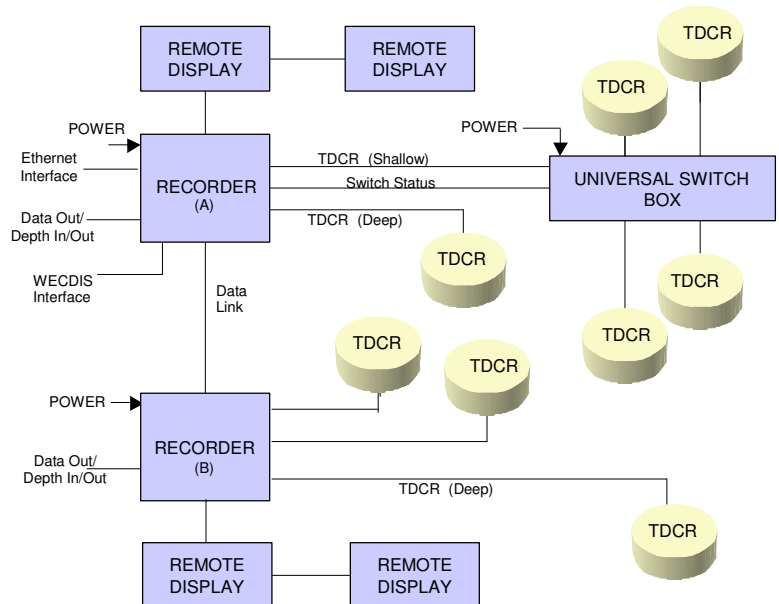 REMOTE
DISPLAY
REMOTE
DISPLAY
TDCR
TDCR
POWER
POWER
Ethernet
Interface
RECORDER
(A)
TDCR (Shallow)
Switch Status
TDCR (Deep)
UNIVERSAL SWITCH
BOX
Data Out/
Depth In/Out
WECDIS
Interface
Data
Link
TDCR
TDCR
TDCR
TDCR
TDCR
POWER
RECORDER
(B)
Data Out/
Depth In/Out
TDCR (Deep)
TDCR
REMOTE
DISPLAY
REMOTE
DISPLAY